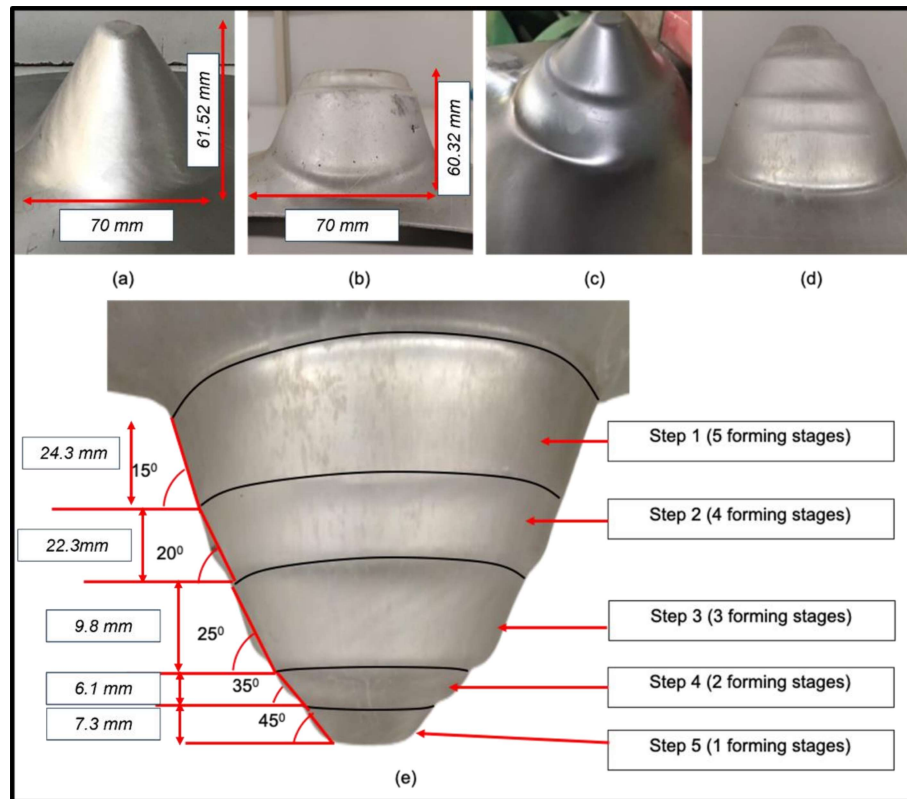 61.52 mm
70 mm
60.32 mm
70 mm
(a)
(b)
(c)
(d)
24.3 mm
15⁰
22.3mm
20⁰
9.8 mm
25⁰
6.1 mm
35⁰
7.3 mm
45⁰
Step 1 (5 forming stages)
Step 2 (4 forming stages)
Step 3 (3 forming stages)
Step 4 (2 forming stages)
Step 5 (1 forming stages)
(e)